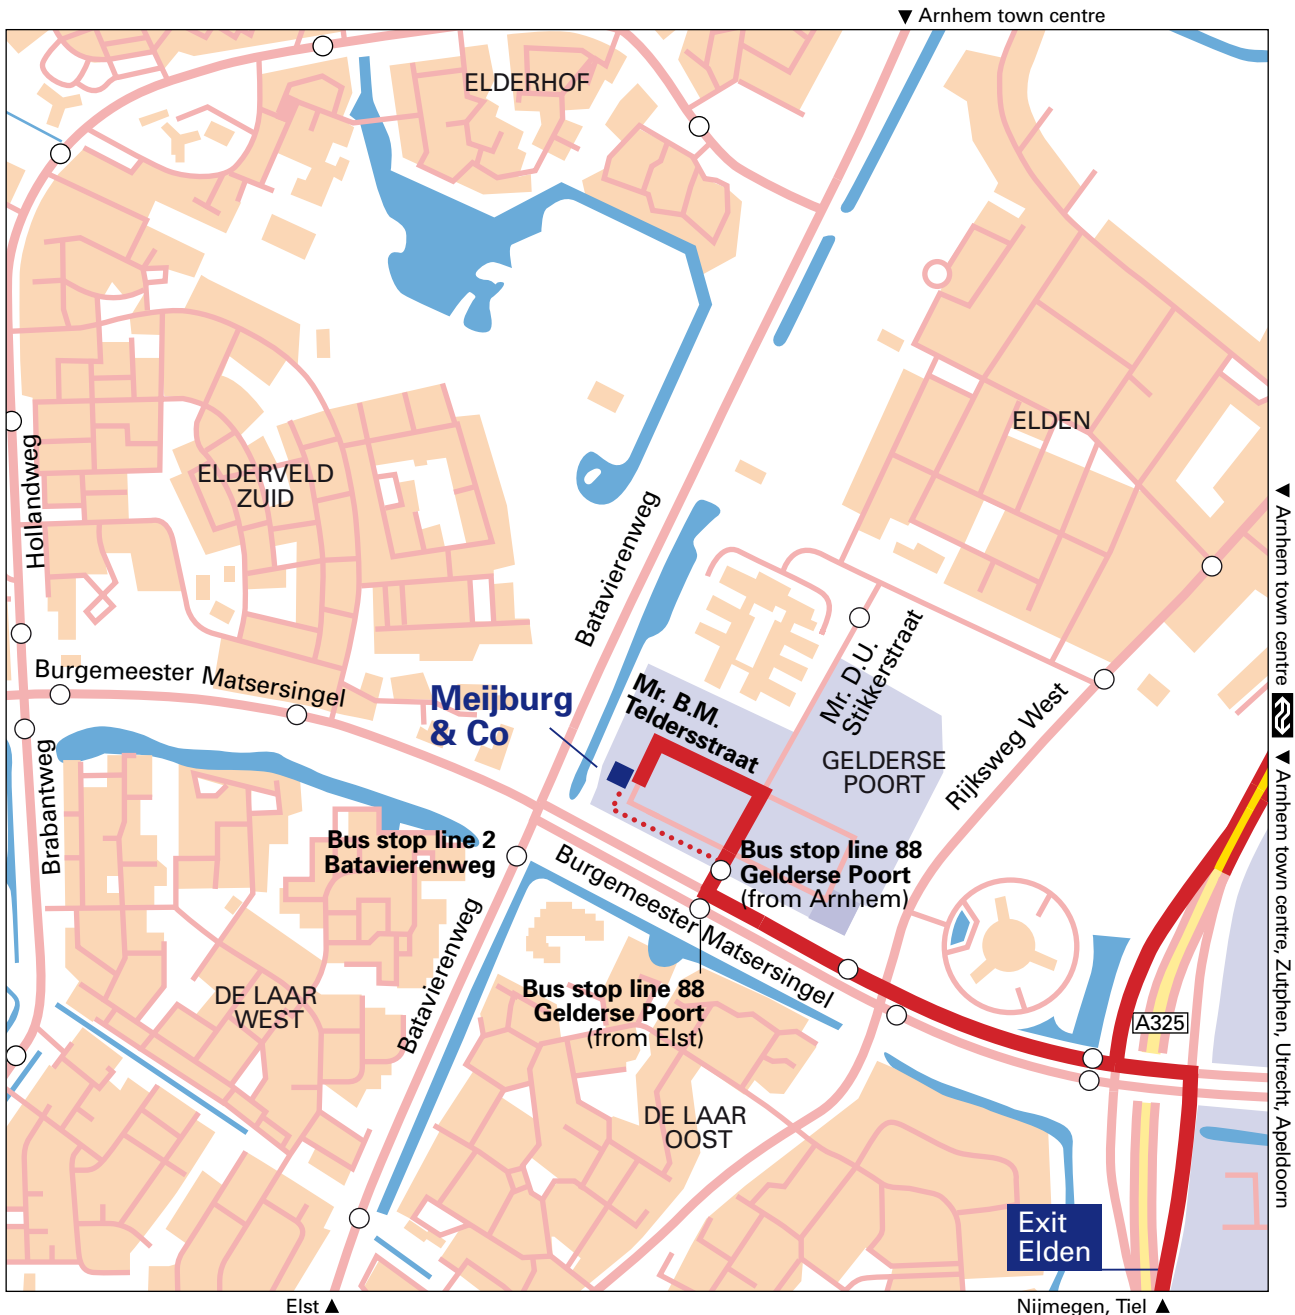 ▼ Arnhem town centre
ELDERHOF
ELDEN
ELDERVELD
ZUID
Hollandweg
Batavierenweg
▼ Arnhem town centre
▼ Arnhem town centre, Zutphen, Utrecht, Apeldoorn
Burgemeester Matsersingel
Meijburg
& Co
Mr. B.M.
Teldersstraat
Mr. D.U.
Stikkerstraat
GELDERSE
POORT
Rijksweg West
Brabantweg
Bus stop line 2
Batavierenweg
Bus stop line 88
Gelderse Poort
(from Arnhem)
Burgemeester Matsersingel
Batavierenweg
Bus stop line 88
Gelderse Poort
(from Elst)
DE LAAR
WEST
A325
DE LAAR
OOST
Exit
Elden
Elst ▲
Nijmegen, Tiel ▲